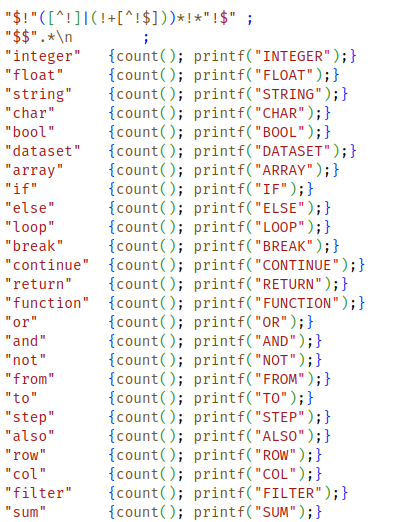 "$!"([^!]|(!+[^!$]))*!*"!$" ;
"$$".*\n ;
"integer" {count(); printf("INTEGER");}
"float" {count(); printf("FLOAT");}
"string" {count(); printf("STRING");}
"char" {count(); printf("CHAR");}
"bool" {count(); printf("BOOL");}
"dataset" {count(); printf("DATASET");}
"array" {count(); printf("ARRAY");}
"if" {count(); printf("IF");}
"else" {count(); printf("ELSE");}
"loop" {count(); printf("LOOP");}
"break" {count(); printf("BREAK");}
"continue" {count(); printf("CONTINUE");}
"return" {count(); printf("RETURN");}
"function" {count(); printf("FUNCTION");}
"or" {count(); printf("OR");}
"and" {count(); printf("AND");}
"not" {count(); printf("NOT");}
"from" {count(); printf("FROM");}
"to" {count(); printf("TO");}
"step" {count(); printf("STEP");}
"also" {count(); printf("ALSO");}
"row" {count(); printf("ROW");}
"col" {count(); printf("COL");}
"filter" {count(); printf("FILTER");}
"sum" {count(); printf("SUM");}